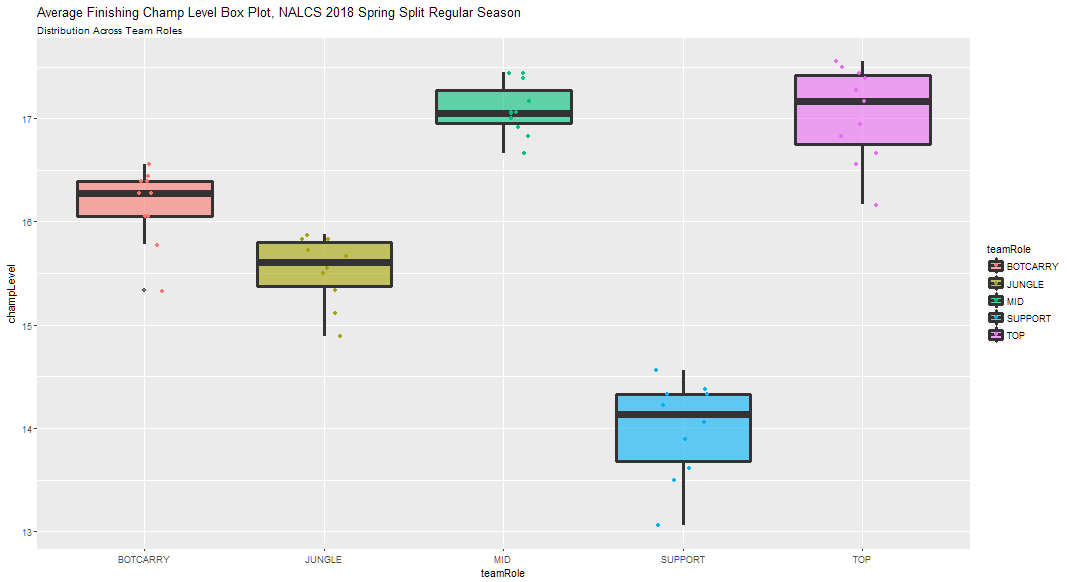 Average Finishing Champ Level Box Plot, NALCS 2018 Spring Split Regular Season
Distribution Across Team Roles
champLevel
17
16
15
14
13
BOTCARRY JUNGLE MID SUPPORT TOP
teamRole
teamRole
BOTCARRY
JUNGLE
MID
SUPPORT
TOP